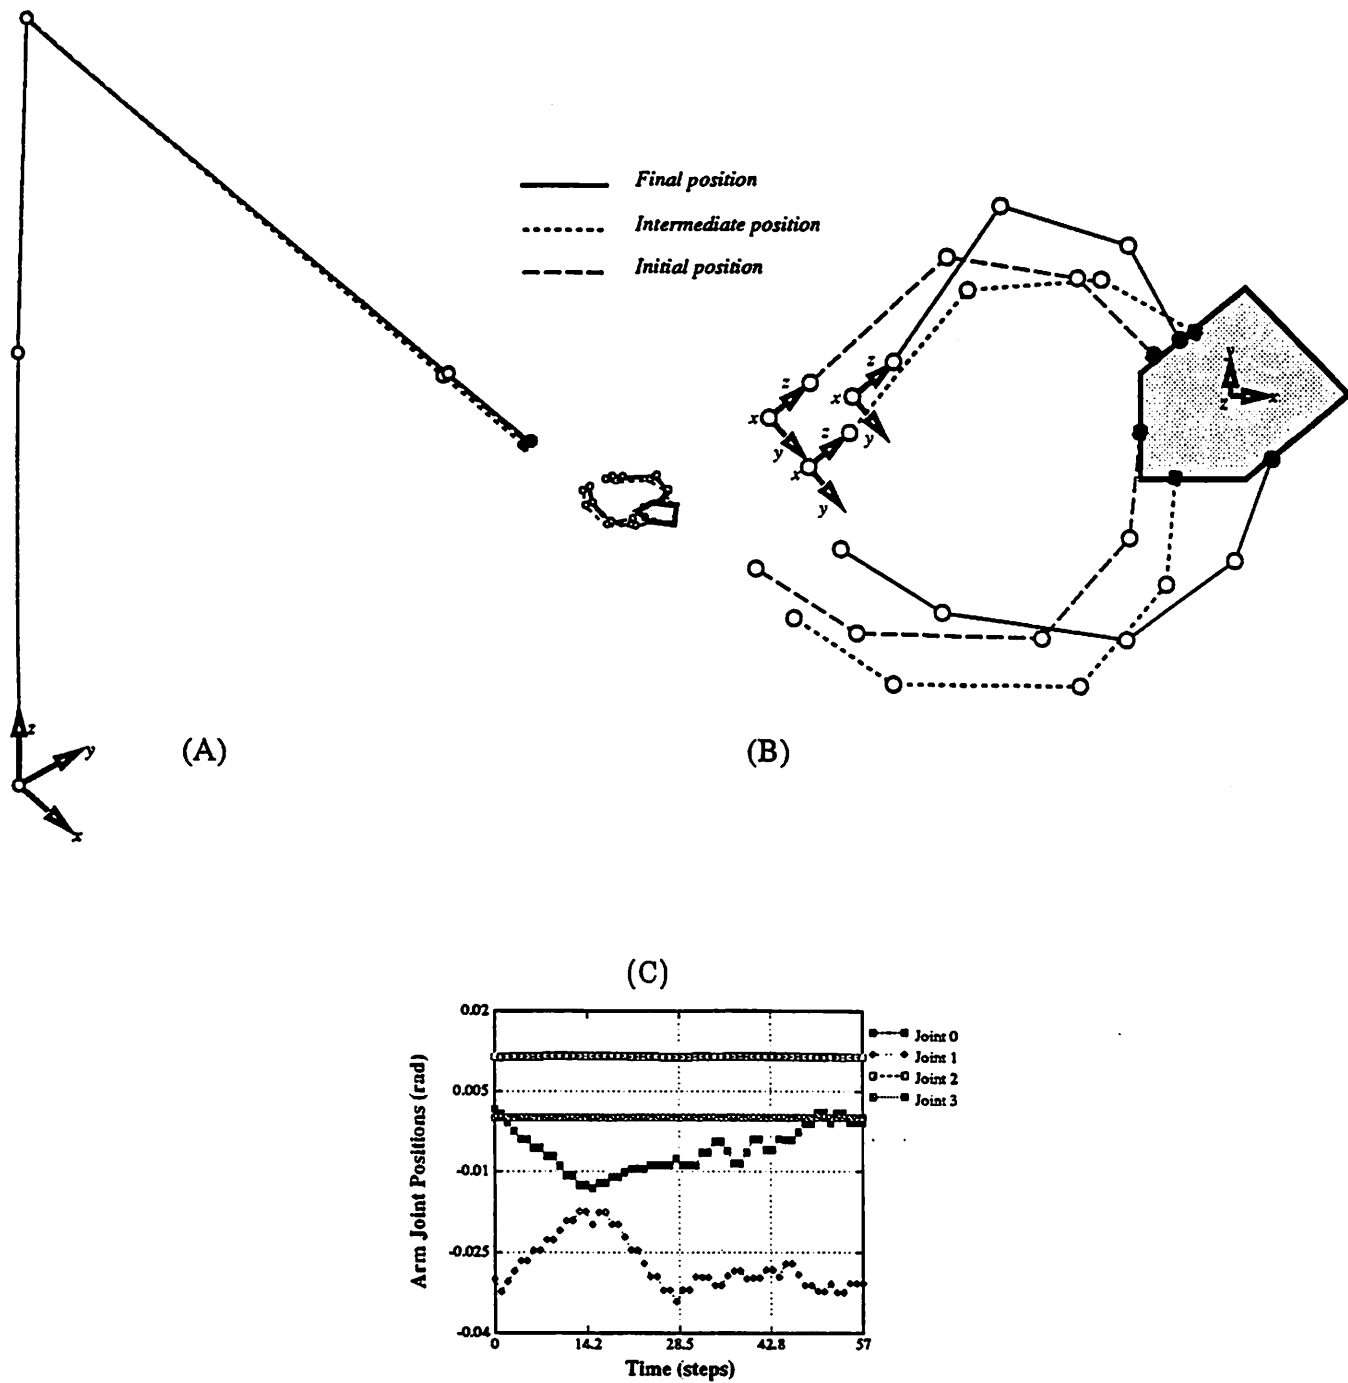 Final position
Intermediate position
Initial position
z
y
x
z
x
y
z
x
y
z
x
y
y
z
x
(A)
(B)
(C)
0.02
0.005
-0.01
-0.025
-0.04
0
14.2
28.5
42.8
57
Arm Joint Positions (rad)
Time (steps)
Joint 0
Joint 1
Joint 2
Joint 3